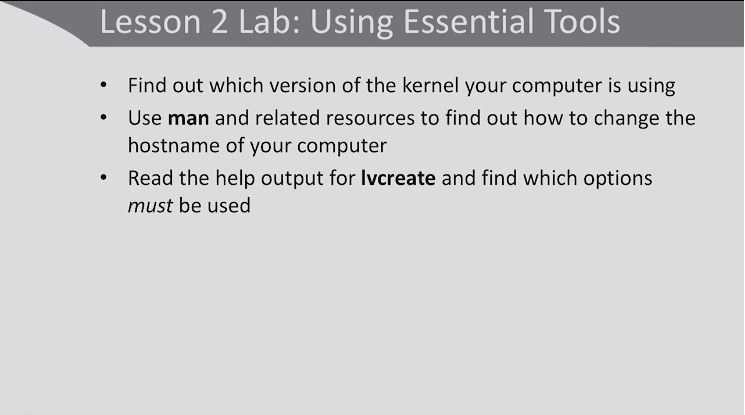 Lesson 2 Lab: Using Essential Tools
• Find out which version of the kernel your computer is using
• Use man and related resources to find out how to change the
hostname of your computer
• Read the help output for lvcreate and find which options
must be used